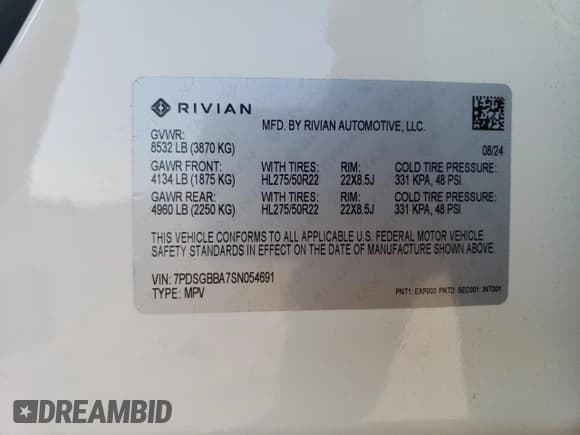 RIVIAN
MFD. BY RIVIAN AUTOMOTIVE, LLC.
GVWR:
8532 LB (3870 KG) 08/24
GAWR FRONT: WITH TIRES: RIM: COLD TIRE PRESSURE:
4134 LB (1875 KG) HL275/50R22 22X8.5J 331 KPA, 48 PSI
GAWR REAR: WITH TIRES: RIM: COLD TIRE PRESSURE:
4960 LB (2250 KG) HL275/50R22 22X8.5J 331 KPA, 48 PSI
THIS VEHICLE CONFORMS TO ALL APPLICABLE U.S. FEDERAL MOTOR VEHICLE
SAFETY STANDARDS IN EFFECT ON THE DATE OF MANUFACTURE SHOWN ABOVE.
VIN: 7PDSGBBA7SN054691
TYPE: MPV
PNT1: EXP003 PNT2: SEC001 INT001
DREAMBID